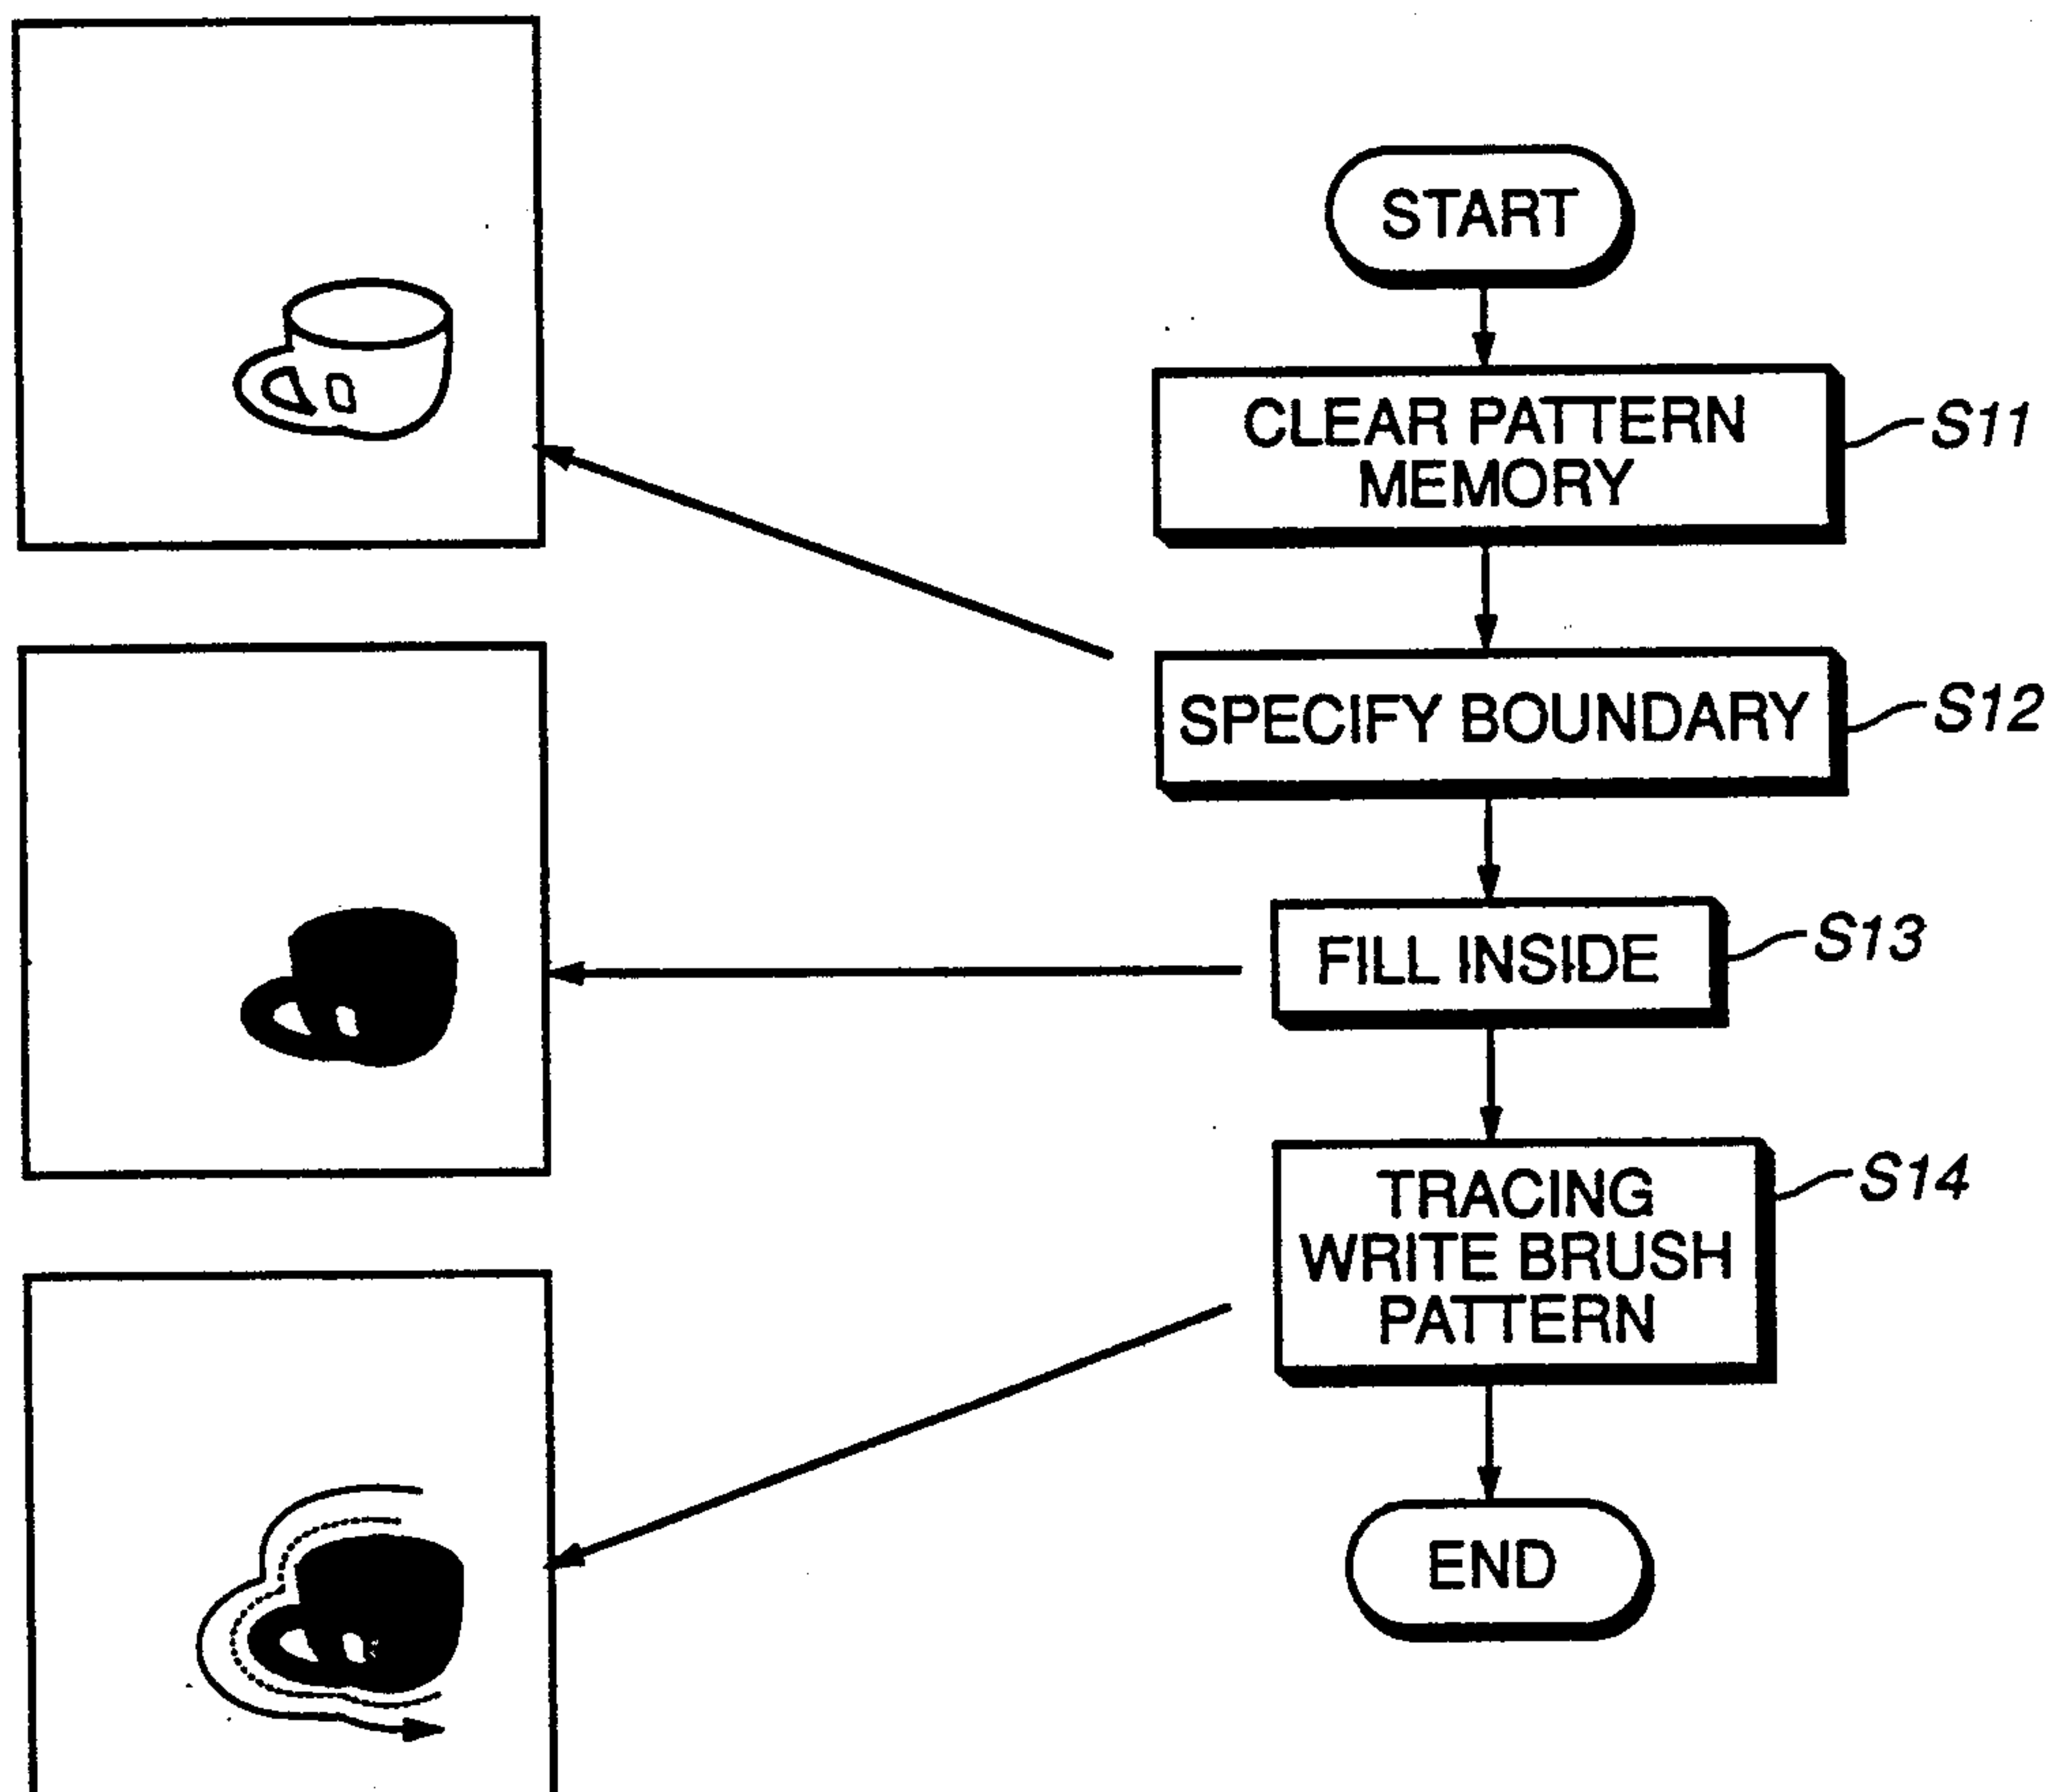 START
CLEAR PATTERN
MEMORY
S11
SPECIFY BOUNDARY
S12
FILL INSIDE
S13
TRACING
WRITE BRUSH
PATTERN
S14
END